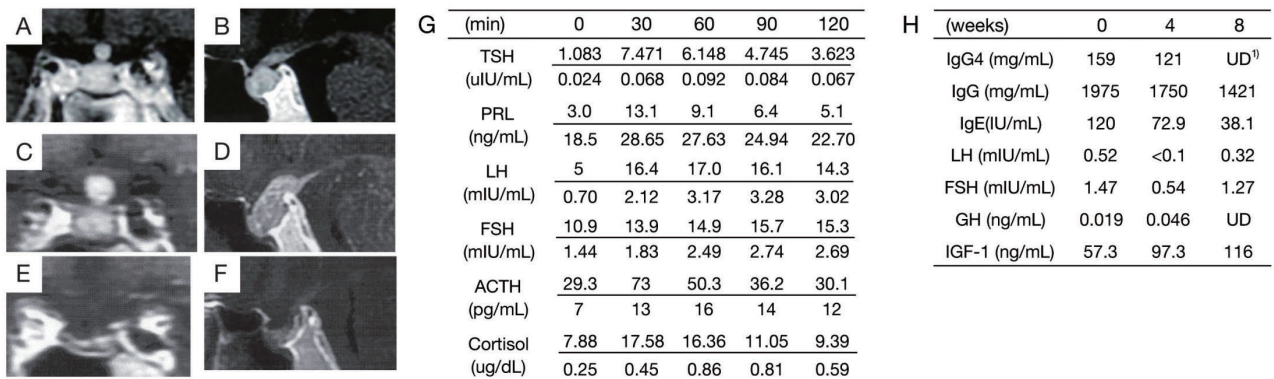 A
B
C
D
E
F
G
(min) 0 30 60 90 120
TSH 1.083 7.471 6.148 4.745 3.623
(uIU/mL) 0.024 0.068 0.092 0.084 0.067
PRL 3.0 13.1 9.1 6.4 5.1
(ng/mL) 18.5 28.65 27.63 24.94 22.70
LH 5 16.4 17.0 16.1 14.3
(mIU/mL) 0.70 2.12 3.17 3.28 3.02
FSH 10.9 13.9 14.9 15.7 15.3
(mIU/mL) 1.44 1.83 2.49 2.74 2.69
ACTH 29.3 73 50.3 36.2 30.1
(pg/mL) 7 13 16 14 12
Cortisol 7.88 17.58 16.36 11.05 9.39
(ug/dL) 0.25 0.45 0.86 0.81 0.59
H
(weeks) 0 4 8
IgG4 (mg/mL) 159 121 UD1)
IgG (mg/mL) 1975 1750 1421
IgE(IU/mL) 120 72.9 38.1
LH (mIU/mL) 0.52 <0.1 0.32
FSH (mIU/mL) 1.47 0.54 1.27
GH (ng/mL) 0.019 0.046 UD
IGF-1 (ng/mL) 57.3 97.3 116